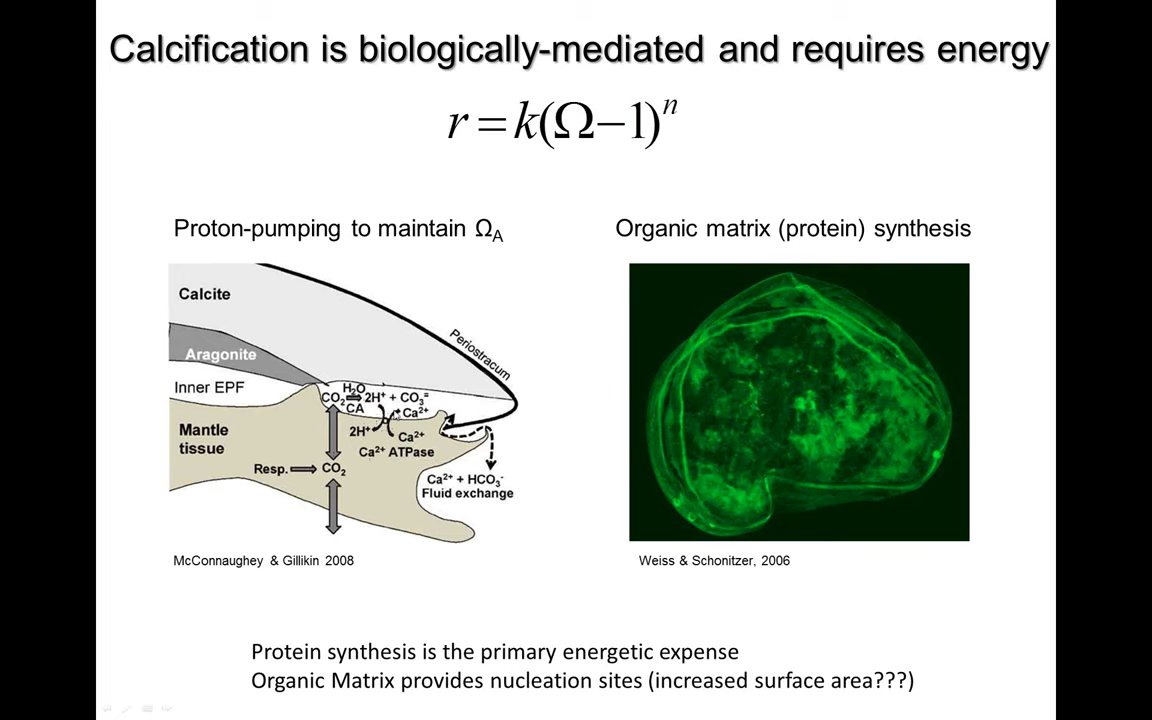 Calcification is biologically-mediated and requires energy
r = k(Ω−1)ⁿ
Proton-pumping to maintain Ω_A
Organic matrix (protein) synthesis
Calcite
Periostracum
Aragonite
Inner EPF
H₂O
CO₂ ⇒ 2H⁺ + CO₃⁼
CA
Ca²⁺
Mantle
tissue
2H⁺
Ca²⁺
Ca²⁺ ATPase
Resp. ⇒ CO₂
Ca²⁺ + HCO₃⁻
Fluid exchange
McConnaughey & Gillikin 2008
Weiss & Schonitzer, 2006
Protein synthesis is the primary energetic expense
Organic Matrix provides nucleation sites (increased surface area???)